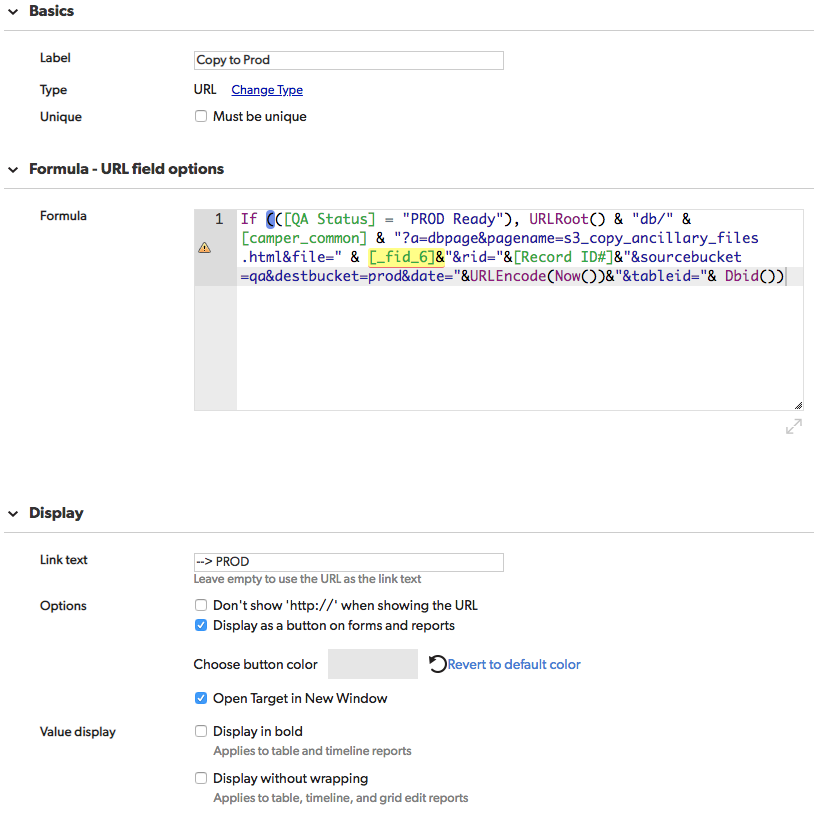 Basics
Label
Copy to Prod
Type
URL Change Type
Unique
Must be unique
Formula - URL field options
Formula
1 If (([QA Status] = "PROD Ready"), URLRoot() & "db/" &
[camper_common] & "?a=dbpage&pagename=s3_copy_ancillary_files
.html&file=" & [_fid_6]&"&rid="&[Record ID#]&"&sourcebucket
=qa&destbucket=prod&date="&URLEncode(Now())&"&tableid="& Dbid())
Display
Link text
--> PROD
Leave empty to use the URL as the link text
Options
Don't show 'http://' when showing the URL
Display as a button on forms and reports
Choose button color
Revert to default color
Open Target in New Window
Value display
Display in bold
Applies to table and timeline reports
Display without wrapping
Applies to table, timeline, and grid edit reports